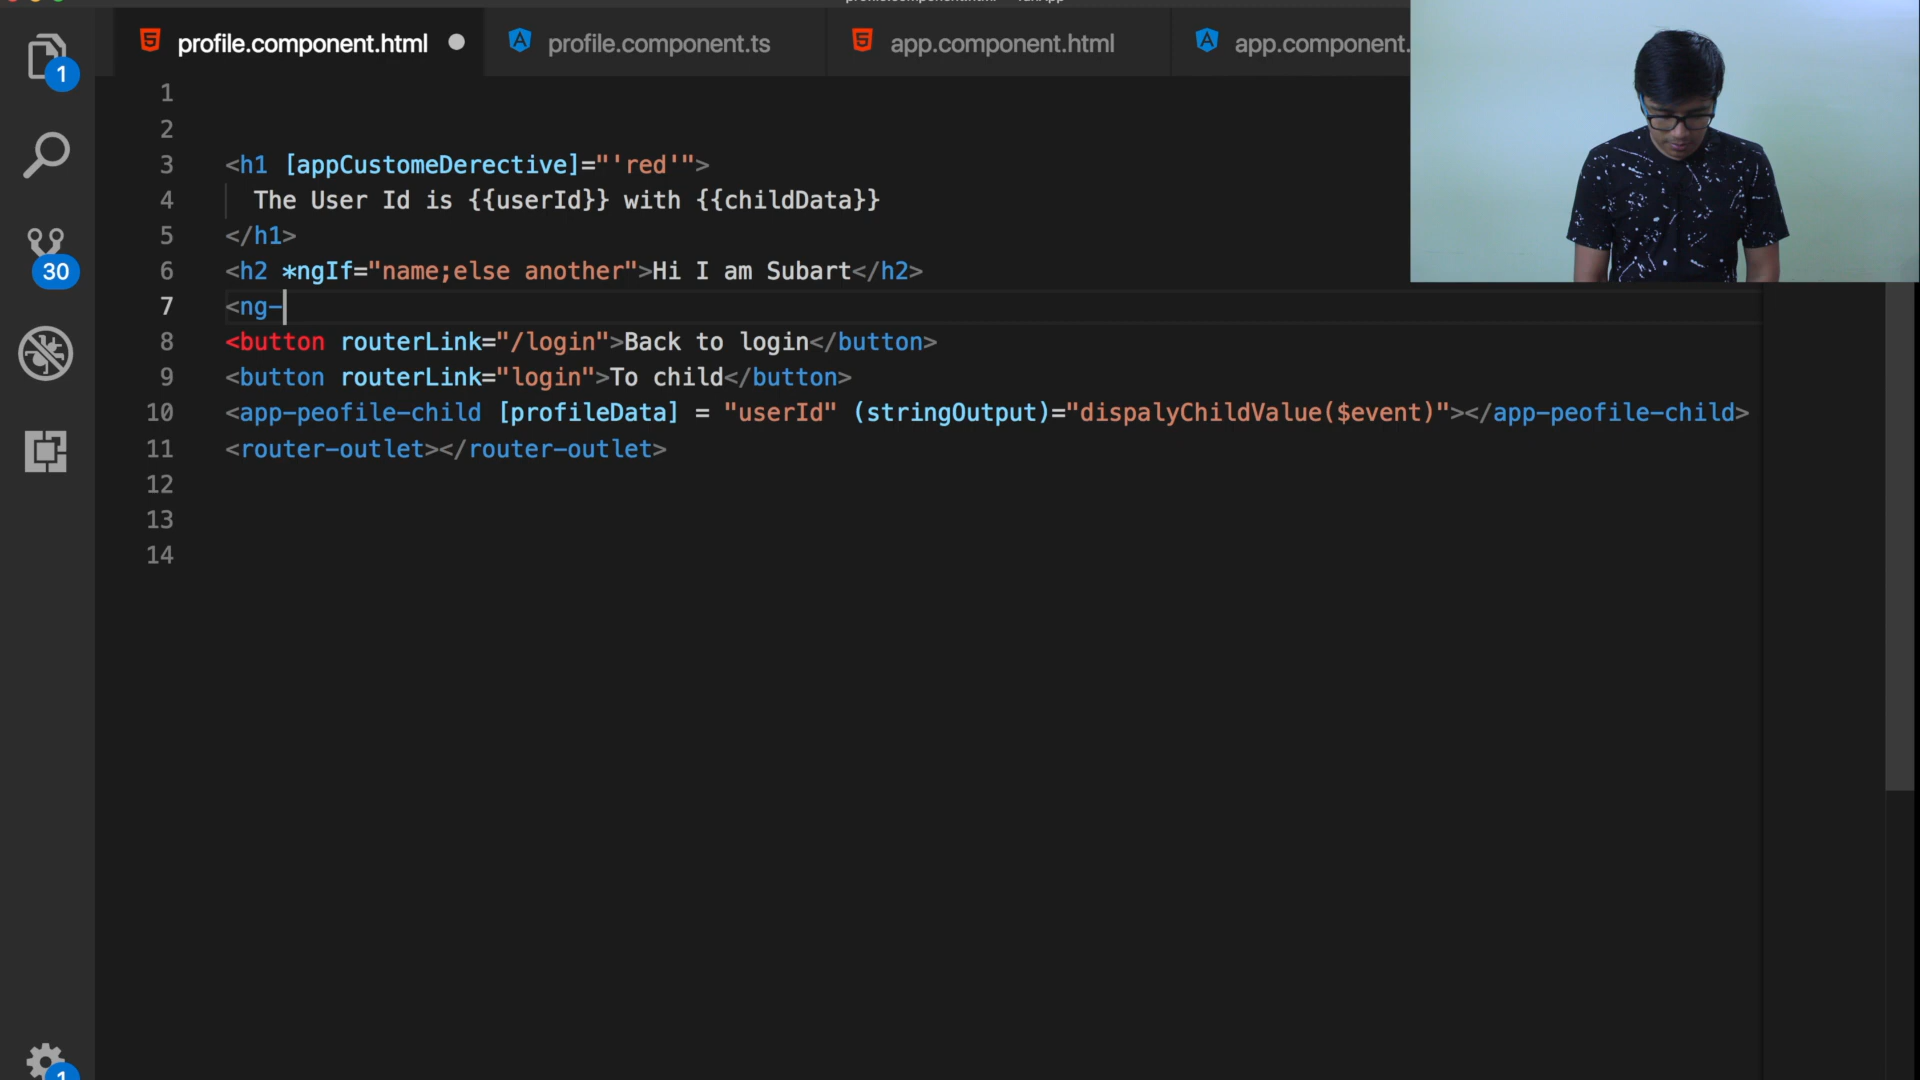 profile.component.html
profile.component.ts
app.component.html
app.component.
1
30
1
1
2
3 <h1 [appCustomeDerective]="'red'">
4 The User Id is {{userId}} with {{childData}}
5 </h1>
6 <h2 *ngIf="name;else another">Hi I am Subart</h2>
7 <ng-
8 <button routerLink="/login">Back to login</button>
9 <button routerLink="login">To child</button>
10 <app-peofile-child [profileData] = "userId" (stringOutput)="dispalyChildValue($event)"></app-peofile-child>
11 <router-outlet></router-outlet>
12
13
14